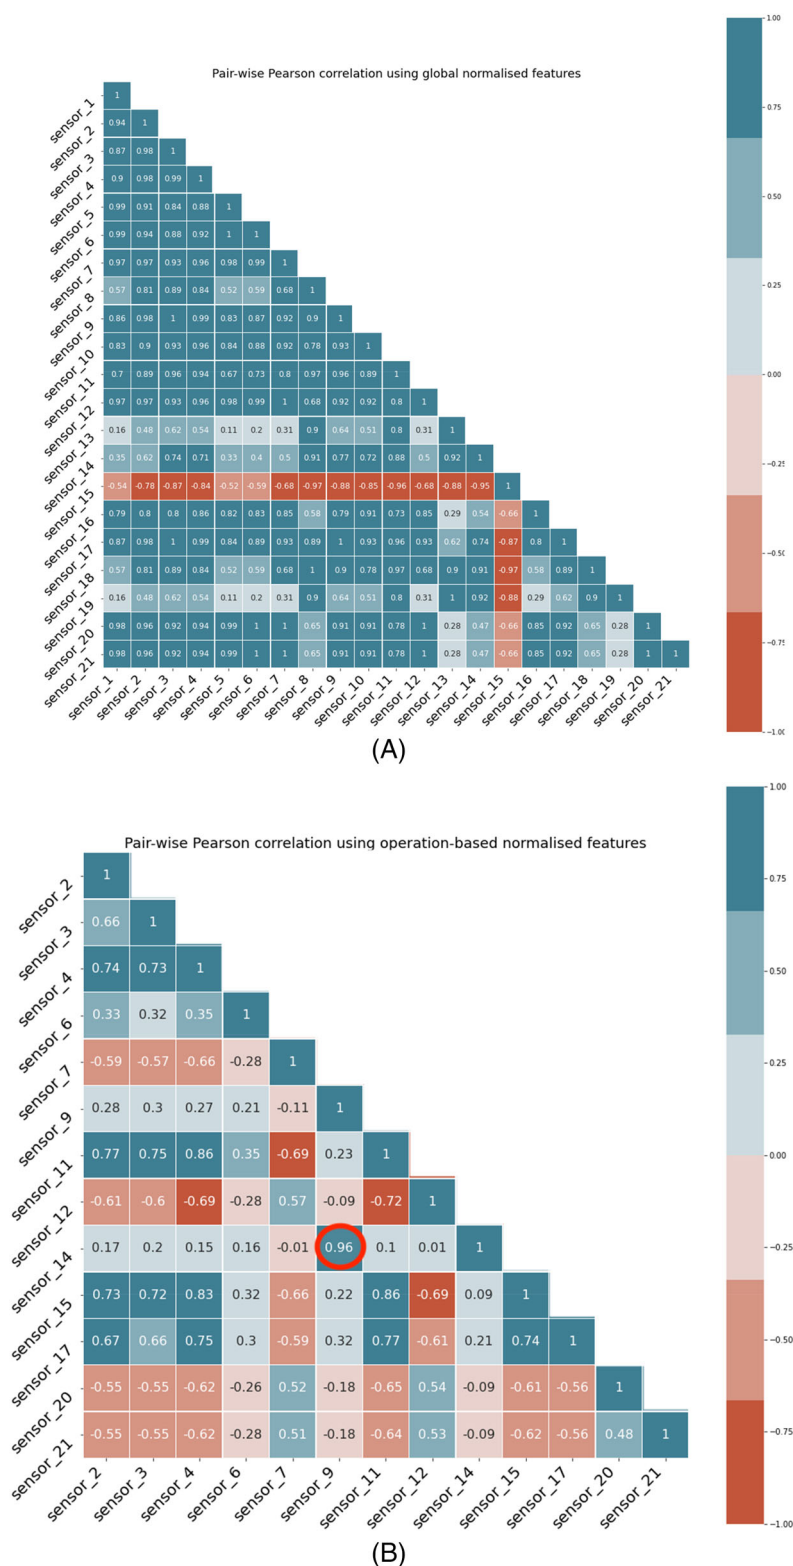 Pair-wise Pearson correlation using global normalised features
1.00
0.75
0.50
0.25
0.00
−0.25
−0.50
−0.75
−1.00
sensor_1 1
sensor_2 0.94 1
sensor_3 0.87 0.98 1
sensor_4 0.9 0.98 0.99 1
sensor_5 0.99 0.91 0.84 0.88 1
sensor_6 0.99 0.94 0.88 0.92 1 1
sensor_7 0.97 0.97 0.93 0.96 0.98 0.99 1
sensor_8 0.57 0.81 0.89 0.84 0.52 0.59 0.68 1
sensor_9 0.86 0.98 1 0.99 0.83 0.87 0.92 0.9 1
sensor_10 0.83 0.9 0.93 0.96 0.84 0.88 0.92 0.78 0.93 1
sensor_11 0.7 0.89 0.96 0.94 0.67 0.73 0.8 0.97 0.96 0.89 1
sensor_12 0.97 0.97 0.93 0.96 0.98 0.99 1 0.68 0.92 0.92 0.8 1
sensor_13 0.16 0.48 0.62 0.54 0.11 0.2 0.31 0.9 0.64 0.51 0.8 0.31 1
sensor_14 0.35 0.62 0.74 0.71 0.33 0.4 0.5 0.91 0.77 0.72 0.88 0.5 0.92 1
sensor_15 -0.54 -0.78 -0.87 -0.84 -0.52 -0.59 -0.68 -0.97 -0.88 -0.85 -0.96 -0.68 -0.88 -0.95 1
sensor_16 0.79 0.8 0.8 0.86 0.82 0.83 0.85 0.58 0.79 0.91 0.73 0.85 0.29 0.54 -0.66 1
sensor_17 0.87 0.98 1 0.99 0.84 0.89 0.93 0.89 1 0.93 0.96 0.93 0.62 0.74 -0.87 0.8 1
sensor_18 0.57 0.81 0.89 0.84 0.52 0.59 0.68 1 0.9 0.78 0.97 0.68 0.9 0.91 -0.97 0.58 0.89 1
sensor_19 0.16 0.48 0.62 0.54 0.11 0.2 0.31 0.9 0.64 0.51 0.8 0.31 1 0.92 -0.88 0.29 0.62 0.9 1
sensor_20 0.98 0.96 0.92 0.94 0.99 1 1 0.65 0.91 0.91 0.78 1 0.28 0.47 -0.66 0.85 0.92 0.65 0.28 1
sensor_21 0.98 0.96 0.92 0.94 0.99 1 1 0.65 0.91 0.91 0.78 1 0.28 0.47 -0.66 0.85 0.92 0.65 0.28 1 1
sensor_1 sensor_2 sensor_3 sensor_4 sensor_5 sensor_6 sensor_7 sensor_8 sensor_9 sensor_10 sensor_11 sensor_12 sensor_13 sensor_14 sensor_15 sensor_16 sensor_17 sensor_18 sensor_19 sensor_20 sensor_21
(A)
Pair-wise Pearson correlation using operation-based normalised features
1.00
0.75
0.50
0.25
0.00
−0.25
−0.50
−0.75
−1.00
sensor_2 1
sensor_3 0.66 1
sensor_4 0.74 0.73 1
sensor_6 0.33 0.32 0.35 1
sensor_7 -0.59 -0.57 -0.66 -0.28 1
sensor_9 0.28 0.3 0.27 0.21 -0.11 1
sensor_11 0.77 0.75 0.86 0.35 -0.69 0.23 1
sensor_12 -0.61 -0.6 -0.69 -0.28 0.57 -0.09 -0.72 1
sensor_14 0.17 0.2 0.15 0.16 -0.01 0.96 0.1 0.01 1
sensor_15 0.73 0.72 0.83 0.32 -0.66 0.22 0.86 -0.69 0.09 1
sensor_17 0.67 0.66 0.75 0.3 -0.59 0.32 0.77 -0.61 0.21 0.74 1
sensor_20 -0.55 -0.55 -0.62 -0.26 0.52 -0.18 -0.65 0.54 -0.09 -0.61 -0.56 1
sensor_21 -0.55 -0.55 -0.62 -0.28 0.51 -0.18 -0.64 0.53 -0.09 -0.62 -0.56 0.48 1
sensor_2 sensor_3 sensor_4 sensor_6 sensor_7 sensor_9 sensor_11 sensor_12 sensor_14 sensor_15 sensor_17 sensor_20 sensor_21
(B)